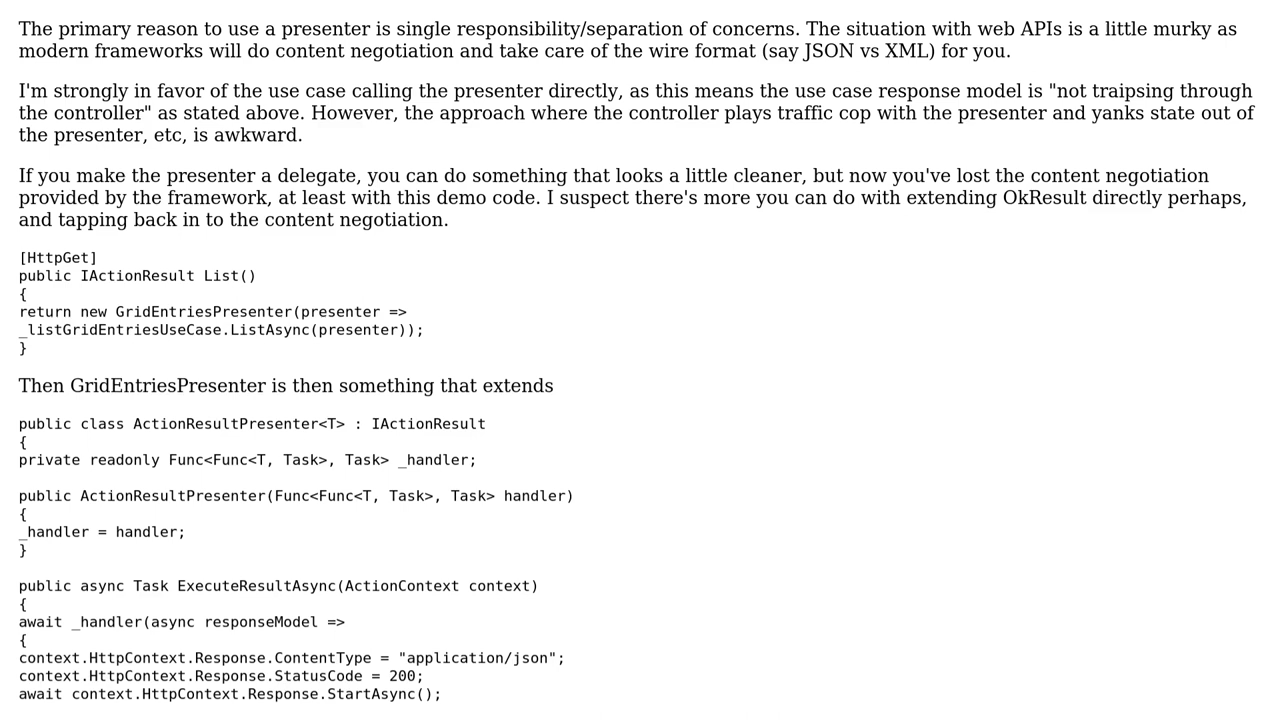 The primary reason to use a presenter is single responsibility/separation of concerns. The situation with web APIs is a little murky as
modern frameworks will do content negotiation and take care of the wire format (say JSON vs XML) for you.
I'm strongly in favor of the use case calling the presenter directly, as this means the use case response model is "not traipsing through
the controller" as stated above. However, the approach where the controller plays traffic cop with the presenter and yanks state out of
the presenter, etc, is awkward.
If you make the presenter a delegate, you can do something that looks a little cleaner, but now you've lost the content negotiation
provided by the framework, at least with this demo code. I suspect there's more you can do with extending OkResult directly perhaps,
and tapping back in to the content negotiation.
[HttpGet]
public IActionResult List()
{
return new GridEntriesPresenter(presenter =>
_listGridEntriesUseCase.ListAsync(presenter));
}
Then GridEntriesPresenter is then something that extends
public class ActionResultPresenter<T> : IActionResult
{
private readonly Func<Func<T, Task>, Task> _handler;
public ActionResultPresenter(Func<Func<T, Task>, Task> handler)
{
_handler = handler;
}
public async Task ExecuteResultAsync(ActionContext context)
{
await _handler(async responseModel =>
{
context.HttpContext.Response.ContentType = "application/json";
context.HttpContext.Response.StatusCode = 200;
await context.HttpContext.Response.StartAsync();